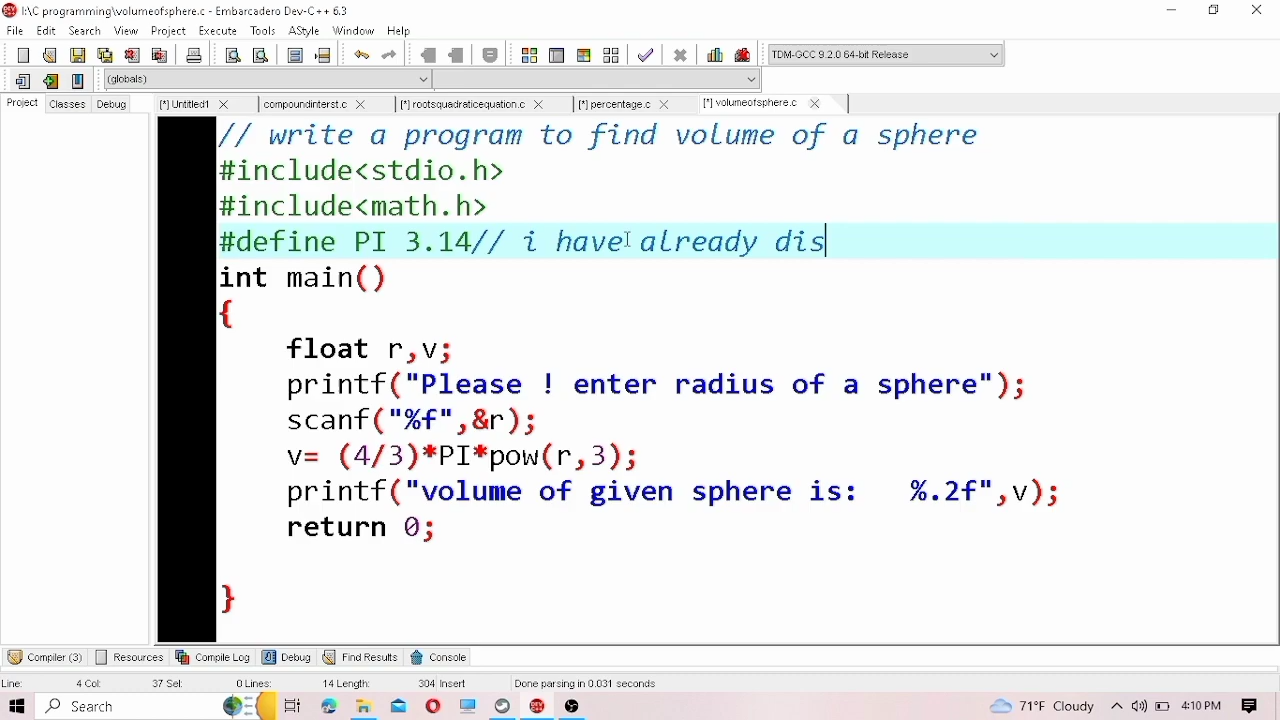 I:\C programming\volumeofsphere.c - Embarcadero Dev-C++ 6.3
File Edit Search View Project Execute Tools AStyle Window Help
TDM-GCC 9.2.0 64-bit Release
(globals)
Project Classes Debug [*] Untitled1 compoundinterst.c [*] rootsquadraticequation.c [*] percentage.c [*] volumeofsphere.c
// write a program to find volume of a sphere
#include<stdio.h>
#include<math.h>
#define PI 3.14// i have already dis
int main()
{
float r,v;
printf("Please ! enter radius of a sphere");
scanf("%f",&r);
v= (4/3)*PI*pow(r,3);
printf("volume of given sphere is:   %.2f",v);
return 0;
}
Compiler (3) Resources Compile Log Debug Find Results Console
Line: 4 Col: 37 Sel: 0 Lines: 14 Length: 304 Insert Done parsing in 0.031 seconds
Search 71°F Cloudy 4:10 PM